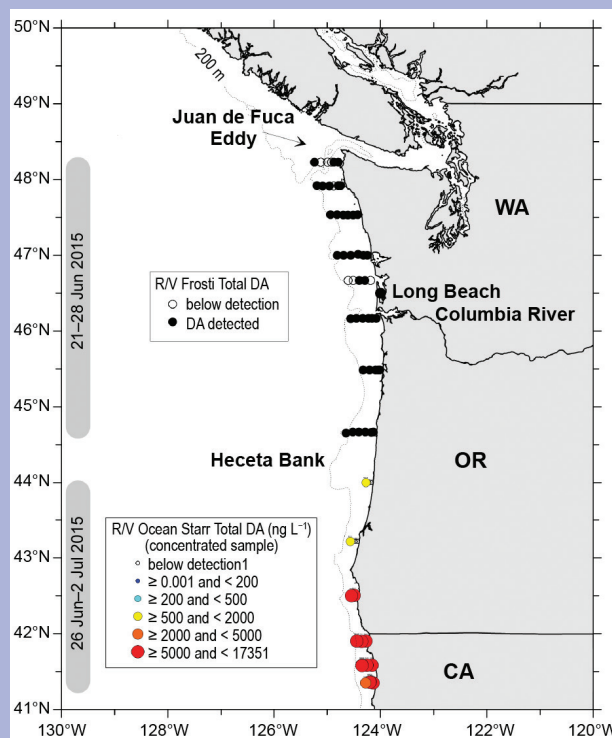 50°N
49°N
48°N
47°N
46°N
45°N
44°N
43°N
42°N
41°N
130°W
128°W
126°W
124°W
122°W
120°W
200 m
Juan de Fuca
Eddy
WA
R/V Frosti Total DA
below detection
DA detected
Long Beach
Columbia River
21–28 Jun 2015
Heceta Bank
OR
26 Jun–2 Jul 2015
R/V Ocean Starr Total DA (ng L⁻¹)
(concentrated sample)
below detection1
≥ 0.001 and < 200
≥ 200 and < 500
≥ 500 and < 2000
≥ 2000 and < 5000
≥ 5000 and < 17351
CA